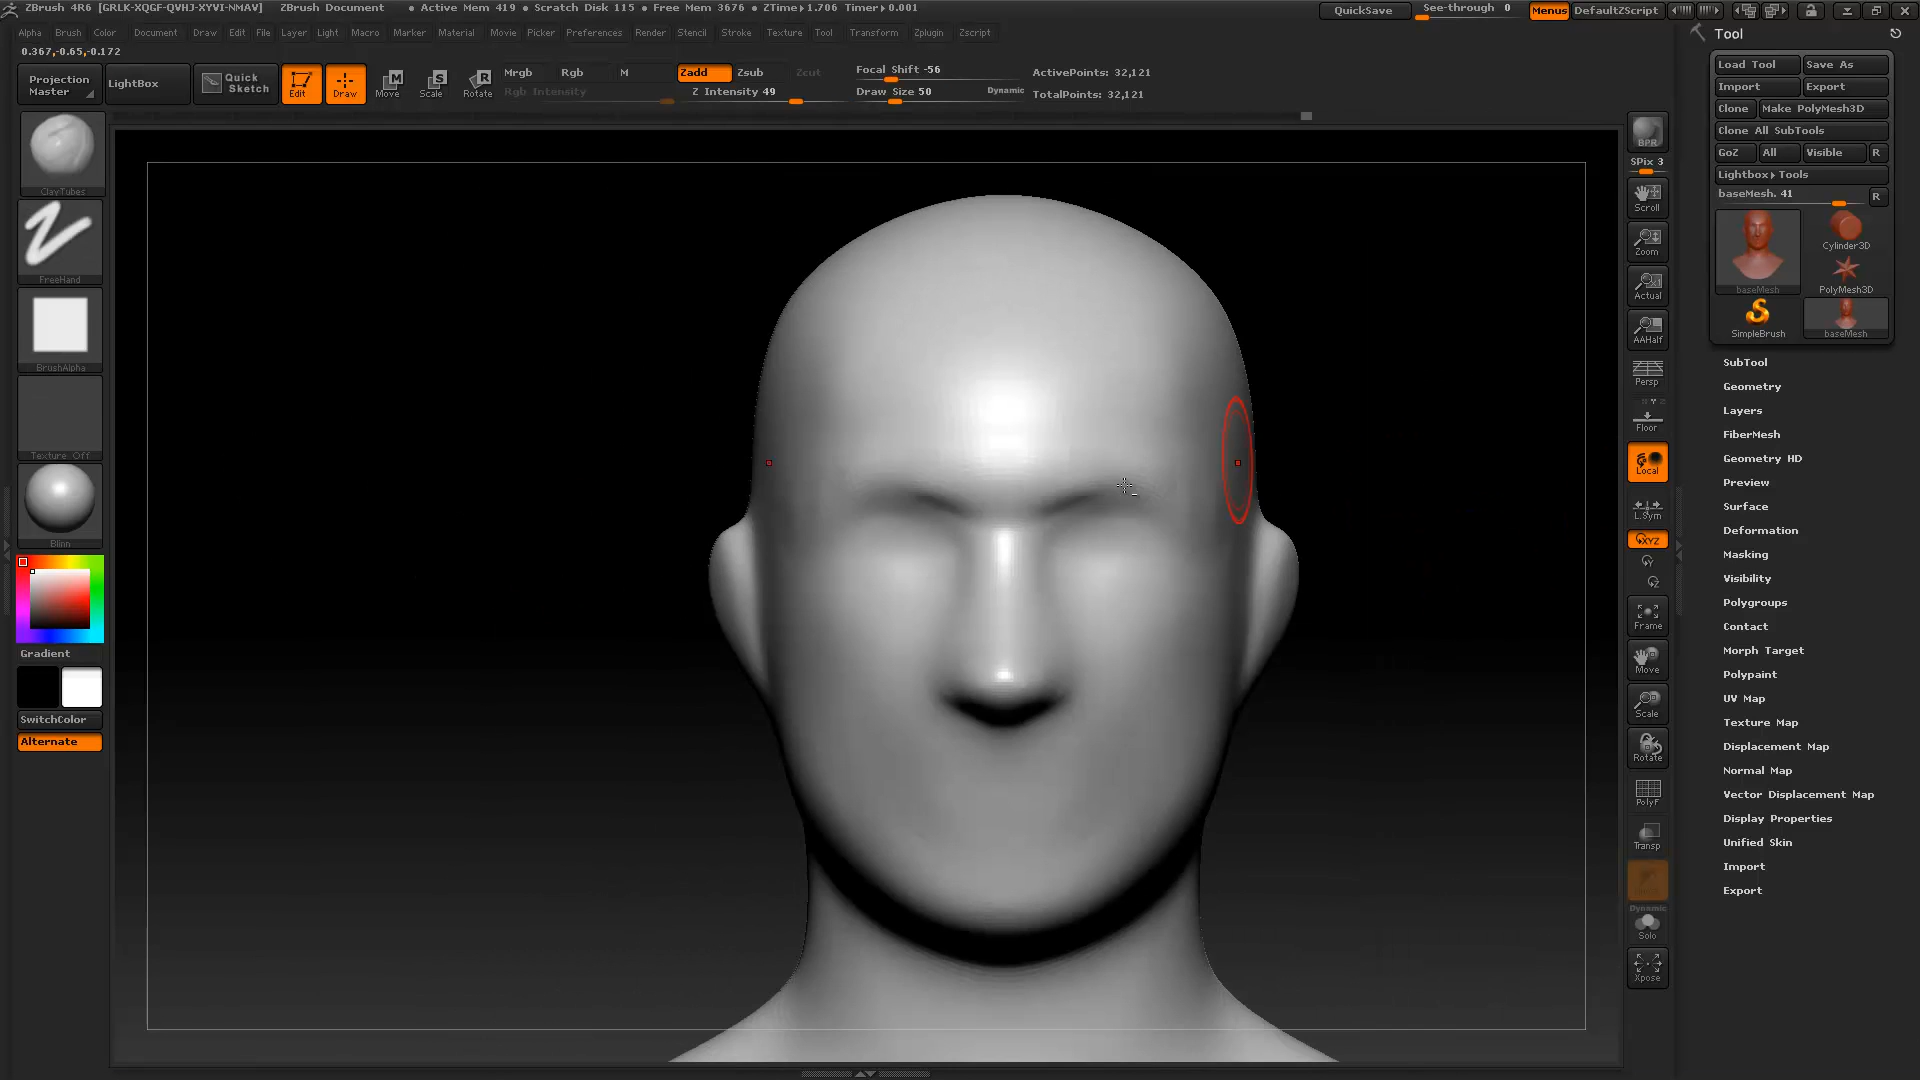 ZBrush 4R6 [GRLK-XQGF-QVHJ-XYVI-NMAV] ZBrush Document • Active Mem 419 • Scratch Disk 115 • Free Mem 3676 • ZTime▸1.706 Timer▸0.001 QuickSave See-through 0 Menus DefaultZScript
Alpha Brush Color Document Draw Edit File Layer Light Macro Marker Material Movie Picker Preferences Render Stencil Stroke Texture Tool Transform Zplugin Zscript
0.367,-0.65,-0.172
Projection Master
LightBox
Quick Sketch
Edit
Draw
Move
Scale
Rotate
Mrgb Rgb M
Rgb Intensity
Zadd Zsub Zcut
Z Intensity 49
Focal Shift -56
Draw Size 50
Dynamic
ActivePoints: 32,121
TotalPoints: 32,121
ClayTubes
FreeHand
BrushAlpha
Texture Off
Blinn
Gradient
SwitchColor
Alternate
BPR
SPix 3
Scroll
Zoom
Actual
AAHalf
Persp
Floor
Local
L.Sym
XYZ
Y
Z
Frame
Move
Scale
Rotate
PolyF
Transp
Dynamic
Solo
Xpose
Tool
Load Tool Save As
Import Export
Clone Make PolyMesh3D
Clone All SubTools
GoZ All Visible R
Lightbox▸Tools
baseMesh. 41 R
baseMesh
Cylinder3D
PolyMesh3D
SimpleBrush
baseMesh
SubTool
Geometry
Layers
FiberMesh
Geometry HD
Preview
Surface
Deformation
Masking
Visibility
Polygroups
Contact
Morph Target
Polypaint
UV Map
Texture Map
Displacement Map
Normal Map
Vector Displacement Map
Display Properties
Unified Skin
Import
Export